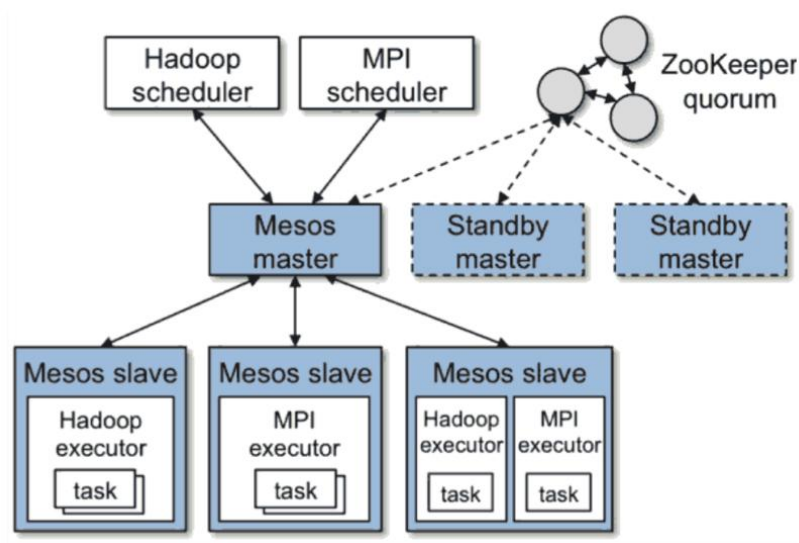 Hadoop
scheduler
MPI
scheduler
ZooKeeper
quorum
Mesos
master
Standby
master
Standby
master
Mesos slave
Hadoop
executor
task
Mesos slave
MPI
executor
task
Mesos slave
Hadoop
executor
task
MPI
executor
task